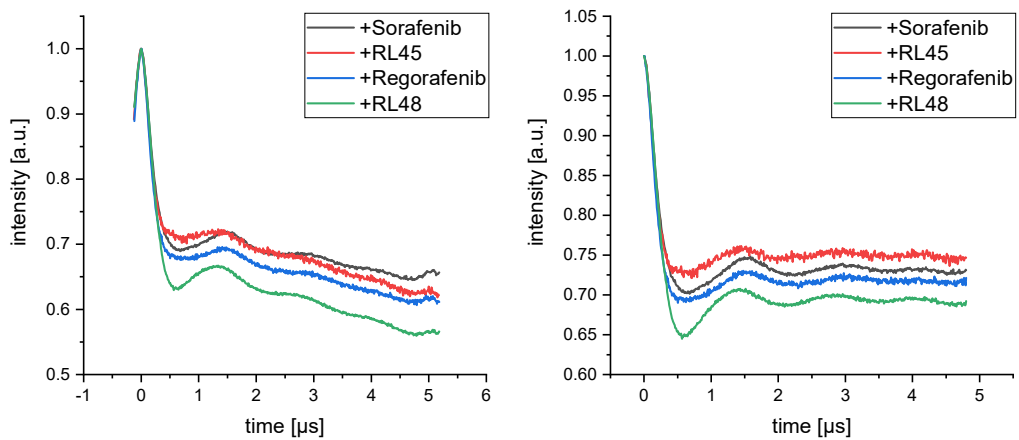 +Sorafenib
+RL45
+Regorafenib
+RL48
1.0
0.9
0.8
0.7
0.6
0.5
-1
0
1
2
3
4
5
6
intensity [a.u.]
time [µs]
+Sorafenib
+RL45
+Regorafenib
+RL48
1.05
1.00
0.95
0.90
0.85
0.80
0.75
0.70
0.65
0.60
0
1
2
3
4
5
intensity [a.u.]
time [µs]